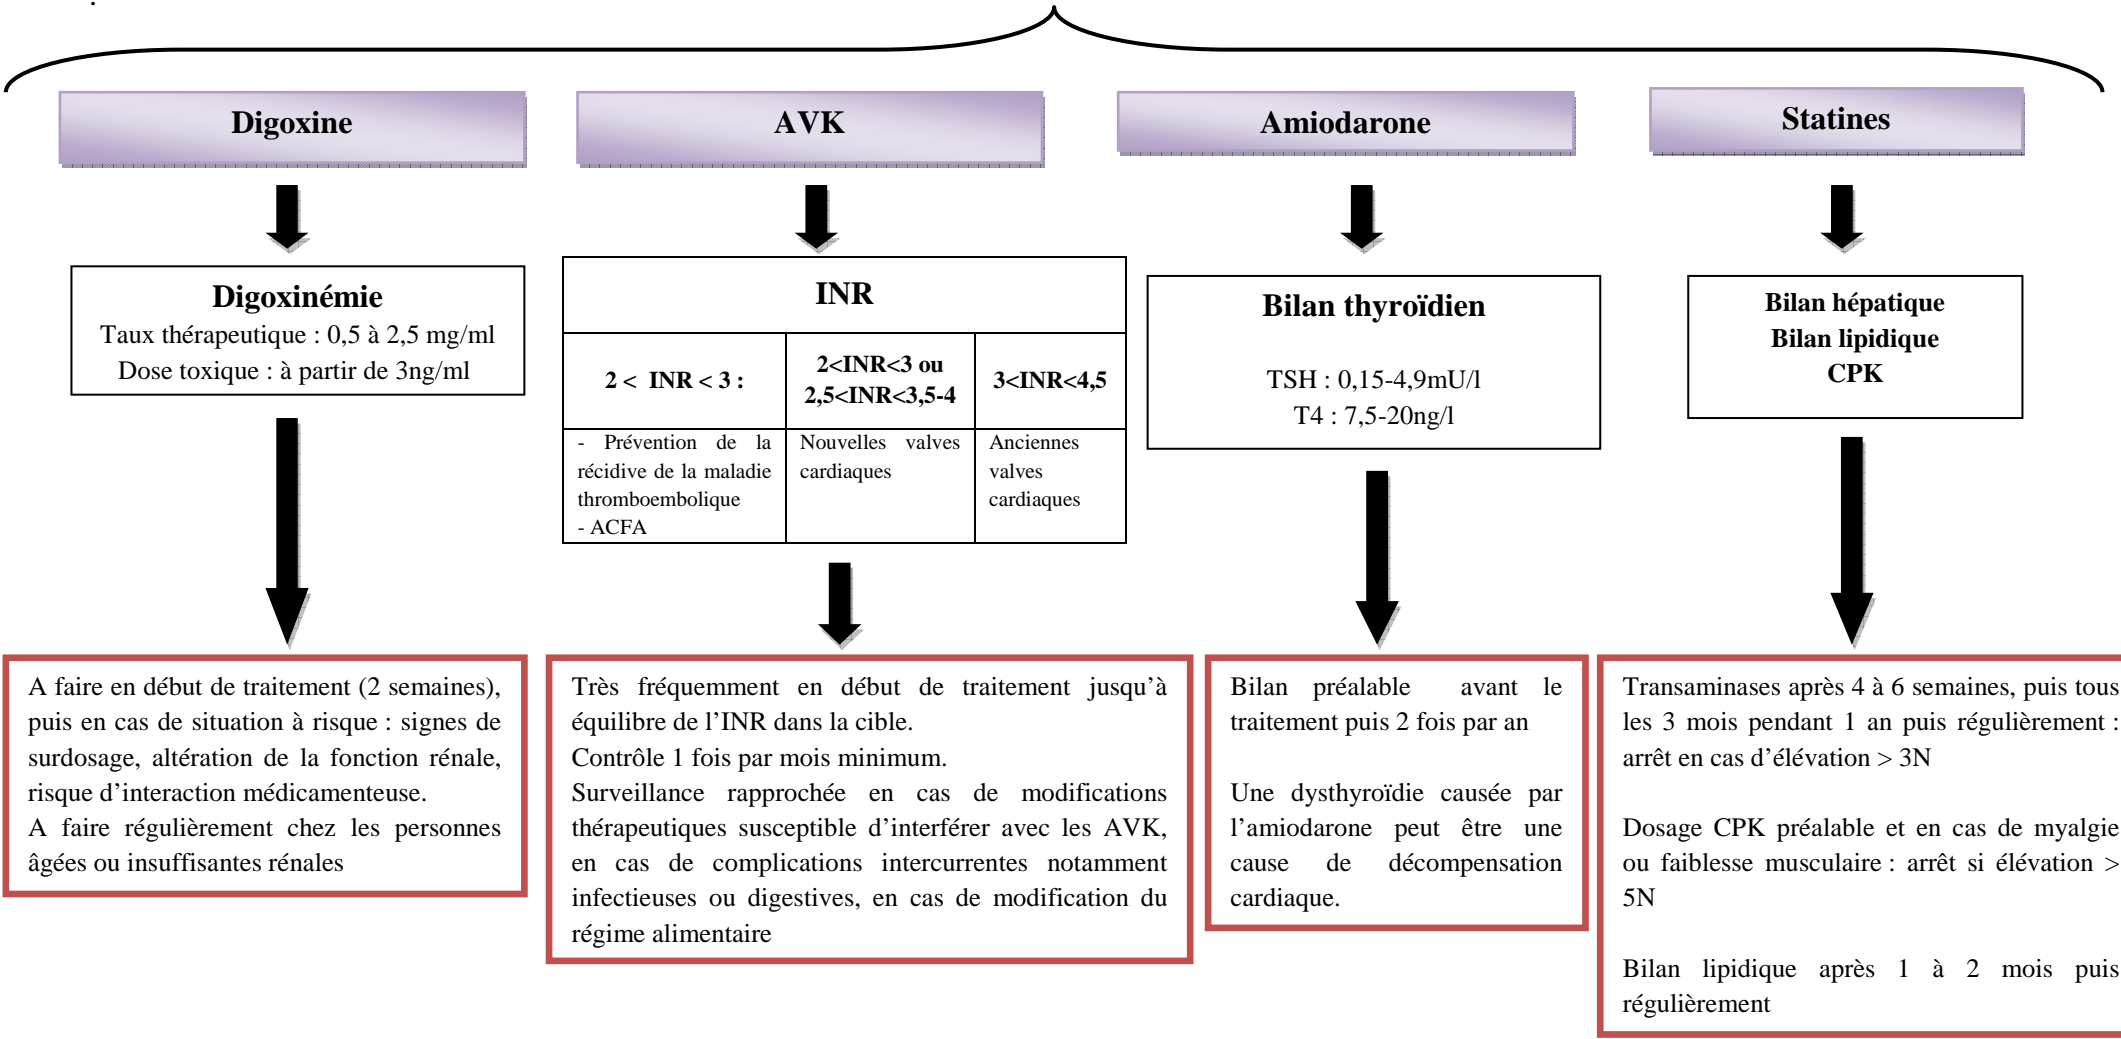 .
Digoxine
Digoxinémie
Taux thérapeutique : 0,5 à 2,5 mg/ml
Dose toxique : à partir de 3ng/ml
A faire en début de traitement (2 semaines),
puis en cas de situation à risque : signes de
surdosage, altération de la fonction rénale,
risque d’interaction médicamenteuse.
A faire régulièrement chez les personnes
âgées ou insuffisantes rénales
AVK
INR
2 < INR < 3 :
2<INR<3 ou
2,5<INR<3,5-4
3<INR<4,5
- Prévention de la
récidive de la maladie
thromboembolique
- ACFA
Nouvelles valves
cardiaques
Anciennes
valves
cardiaques
Très fréquemment en début de traitement jusqu’à
équilibre de l’INR dans la cible.
Contrôle 1 fois par mois minimum.
Surveillance rapprochée en cas de modifications
thérapeutiques susceptible d’interférer avec les AVK,
en cas de complications intercurrentes notamment
infectieuses ou digestives, en cas de modification du
régime alimentaire
Amiodarone
Bilan thyroïdien
TSH : 0,15-4,9mU/l
T4 : 7,5-20ng/l
Bilan préalable avant le
traitement puis 2 fois par an
Une dysthyroïdie causée par
l’amiodarone peut être une
cause de décompensation
cardiaque.
Statines
Bilan hépatique
Bilan lipidique
CPK
Transaminases après 4 à 6 semaines, puis tous
les 3 mois pendant 1 an puis régulièrement :
arrêt en cas d’élévation > 3N
Dosage CPK préalable et en cas de myalgie
ou faiblesse musculaire : arrêt si élévation >
5N
Bilan lipidique après 1 à 2 mois puis
régulièrement